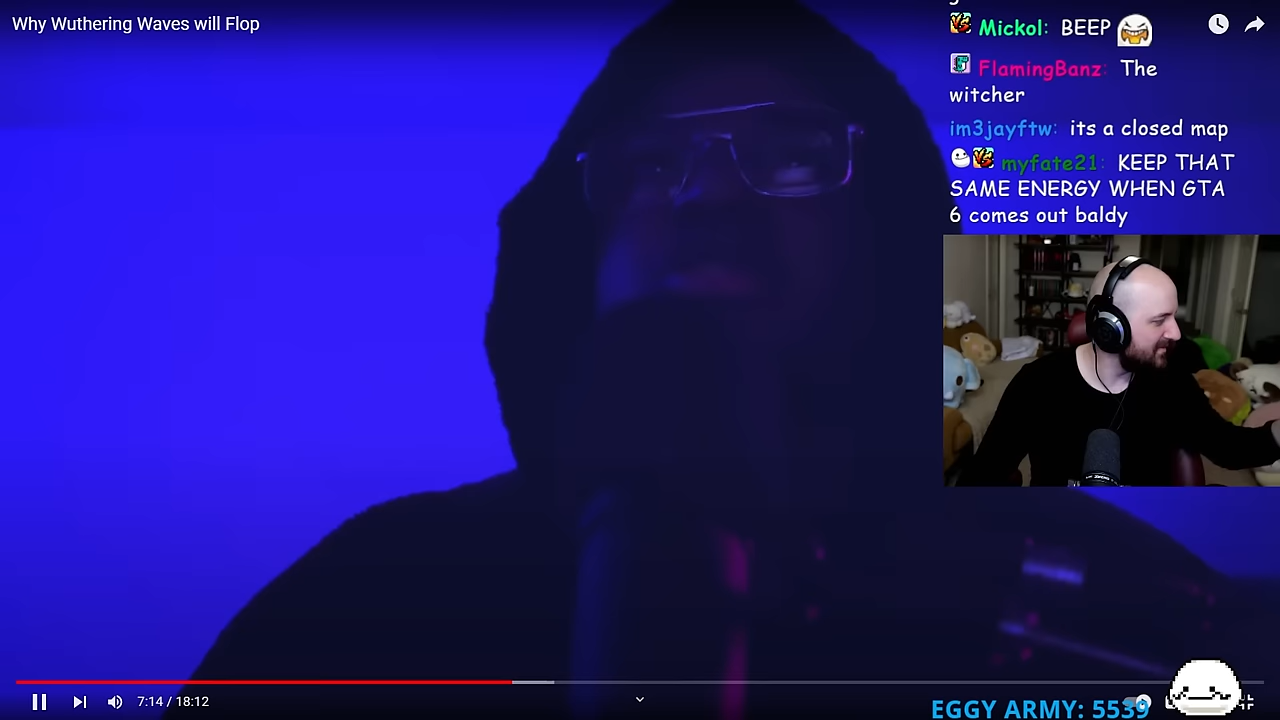 Why Wuthering Waves will Flop
Mickol: BEEP
FlamingBanz: The
witcher
im3jayftw: its a closed map
myfate21: KEEP THAT
SAME ENERGY WHEN GTA
6 comes out baldy
7:14 / 18:12
EGGY ARMY: 5539